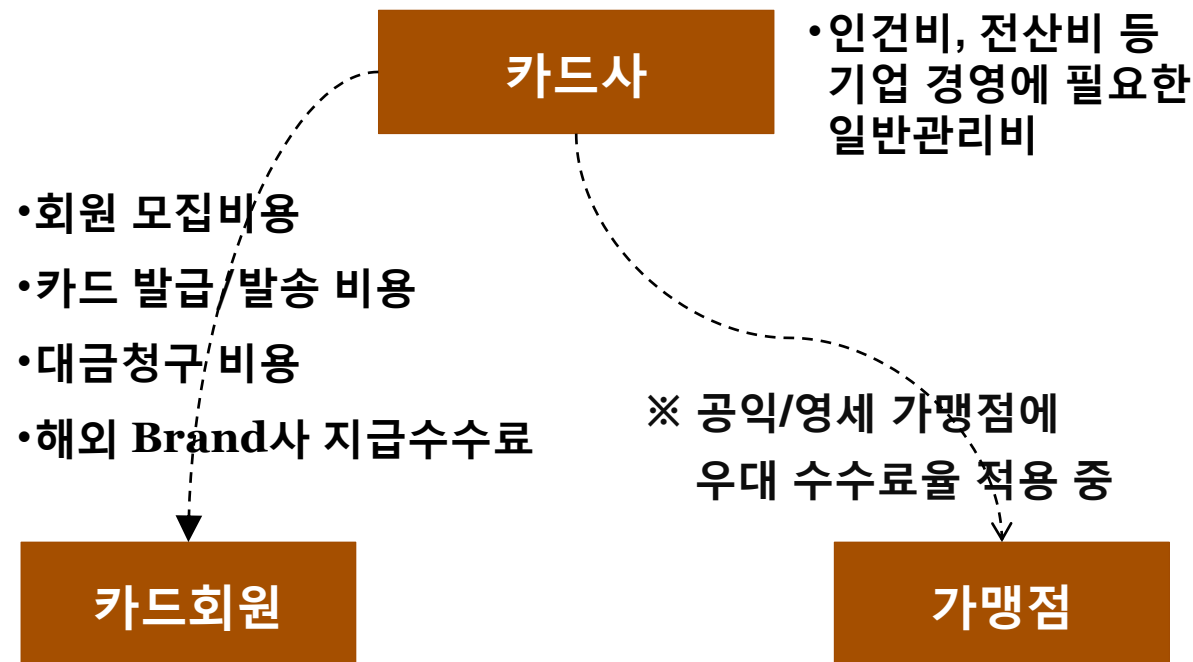 카드사
•인건비, 전산비 등
기업 경영에 필요한
일반관리비
•회원 모집비용
•카드 발급/발송 비용
•대금청구 비용
•해외 Brand사 지급수수료
※ 공익/영세 가맹점에
우대 수수료율 적용 중
카드회원
가맹점